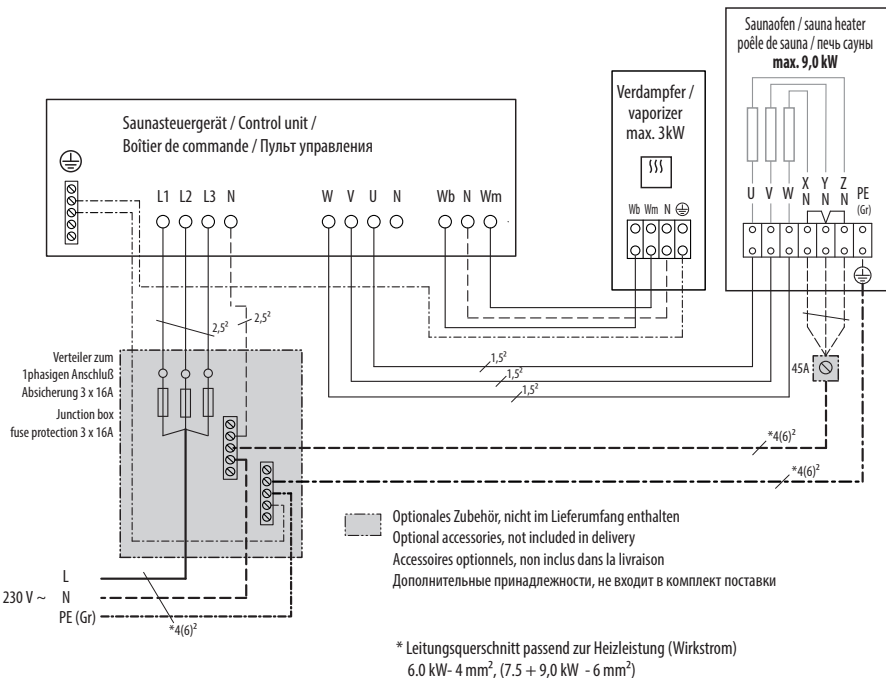 Saunaofen / sauna heater
poêle de sauna / печь сауны
max. 9,0 kW
Verdampfer /
vaporizer
max. 3kW
Saunasteuergerät / Control unit /
Boîtier de commande / Пульт управления
L1 L2 L3 N W V U N Wb N Wm
Wb Wm N
U V W X Y Z PE
N N N (Gr)
2,5²
2,5²
Verteiler zum
1phasigen Anschluß
Absicherung 3 x 16A
Junction box
fuse protection 3 x 16A
1,5²
1,5²
1,5²
45A
*4(6)²
*4(6)²
Optionales Zubehör, nicht im Lieferumfang enthalten
Optional accessories, not included in delivery
Accessoires optionnels, non inclus dans la livraison
Дополнительные принадлежности, не входит в комплект поставки
L
230 V ~ N
PE (Gr)
*4(6)²
* Leitungsquerschnitt passend zur Heizleistung (Wirkstrom)
6.0 kW- 4 mm², (7.5 + 9,0 kW - 6 mm²)